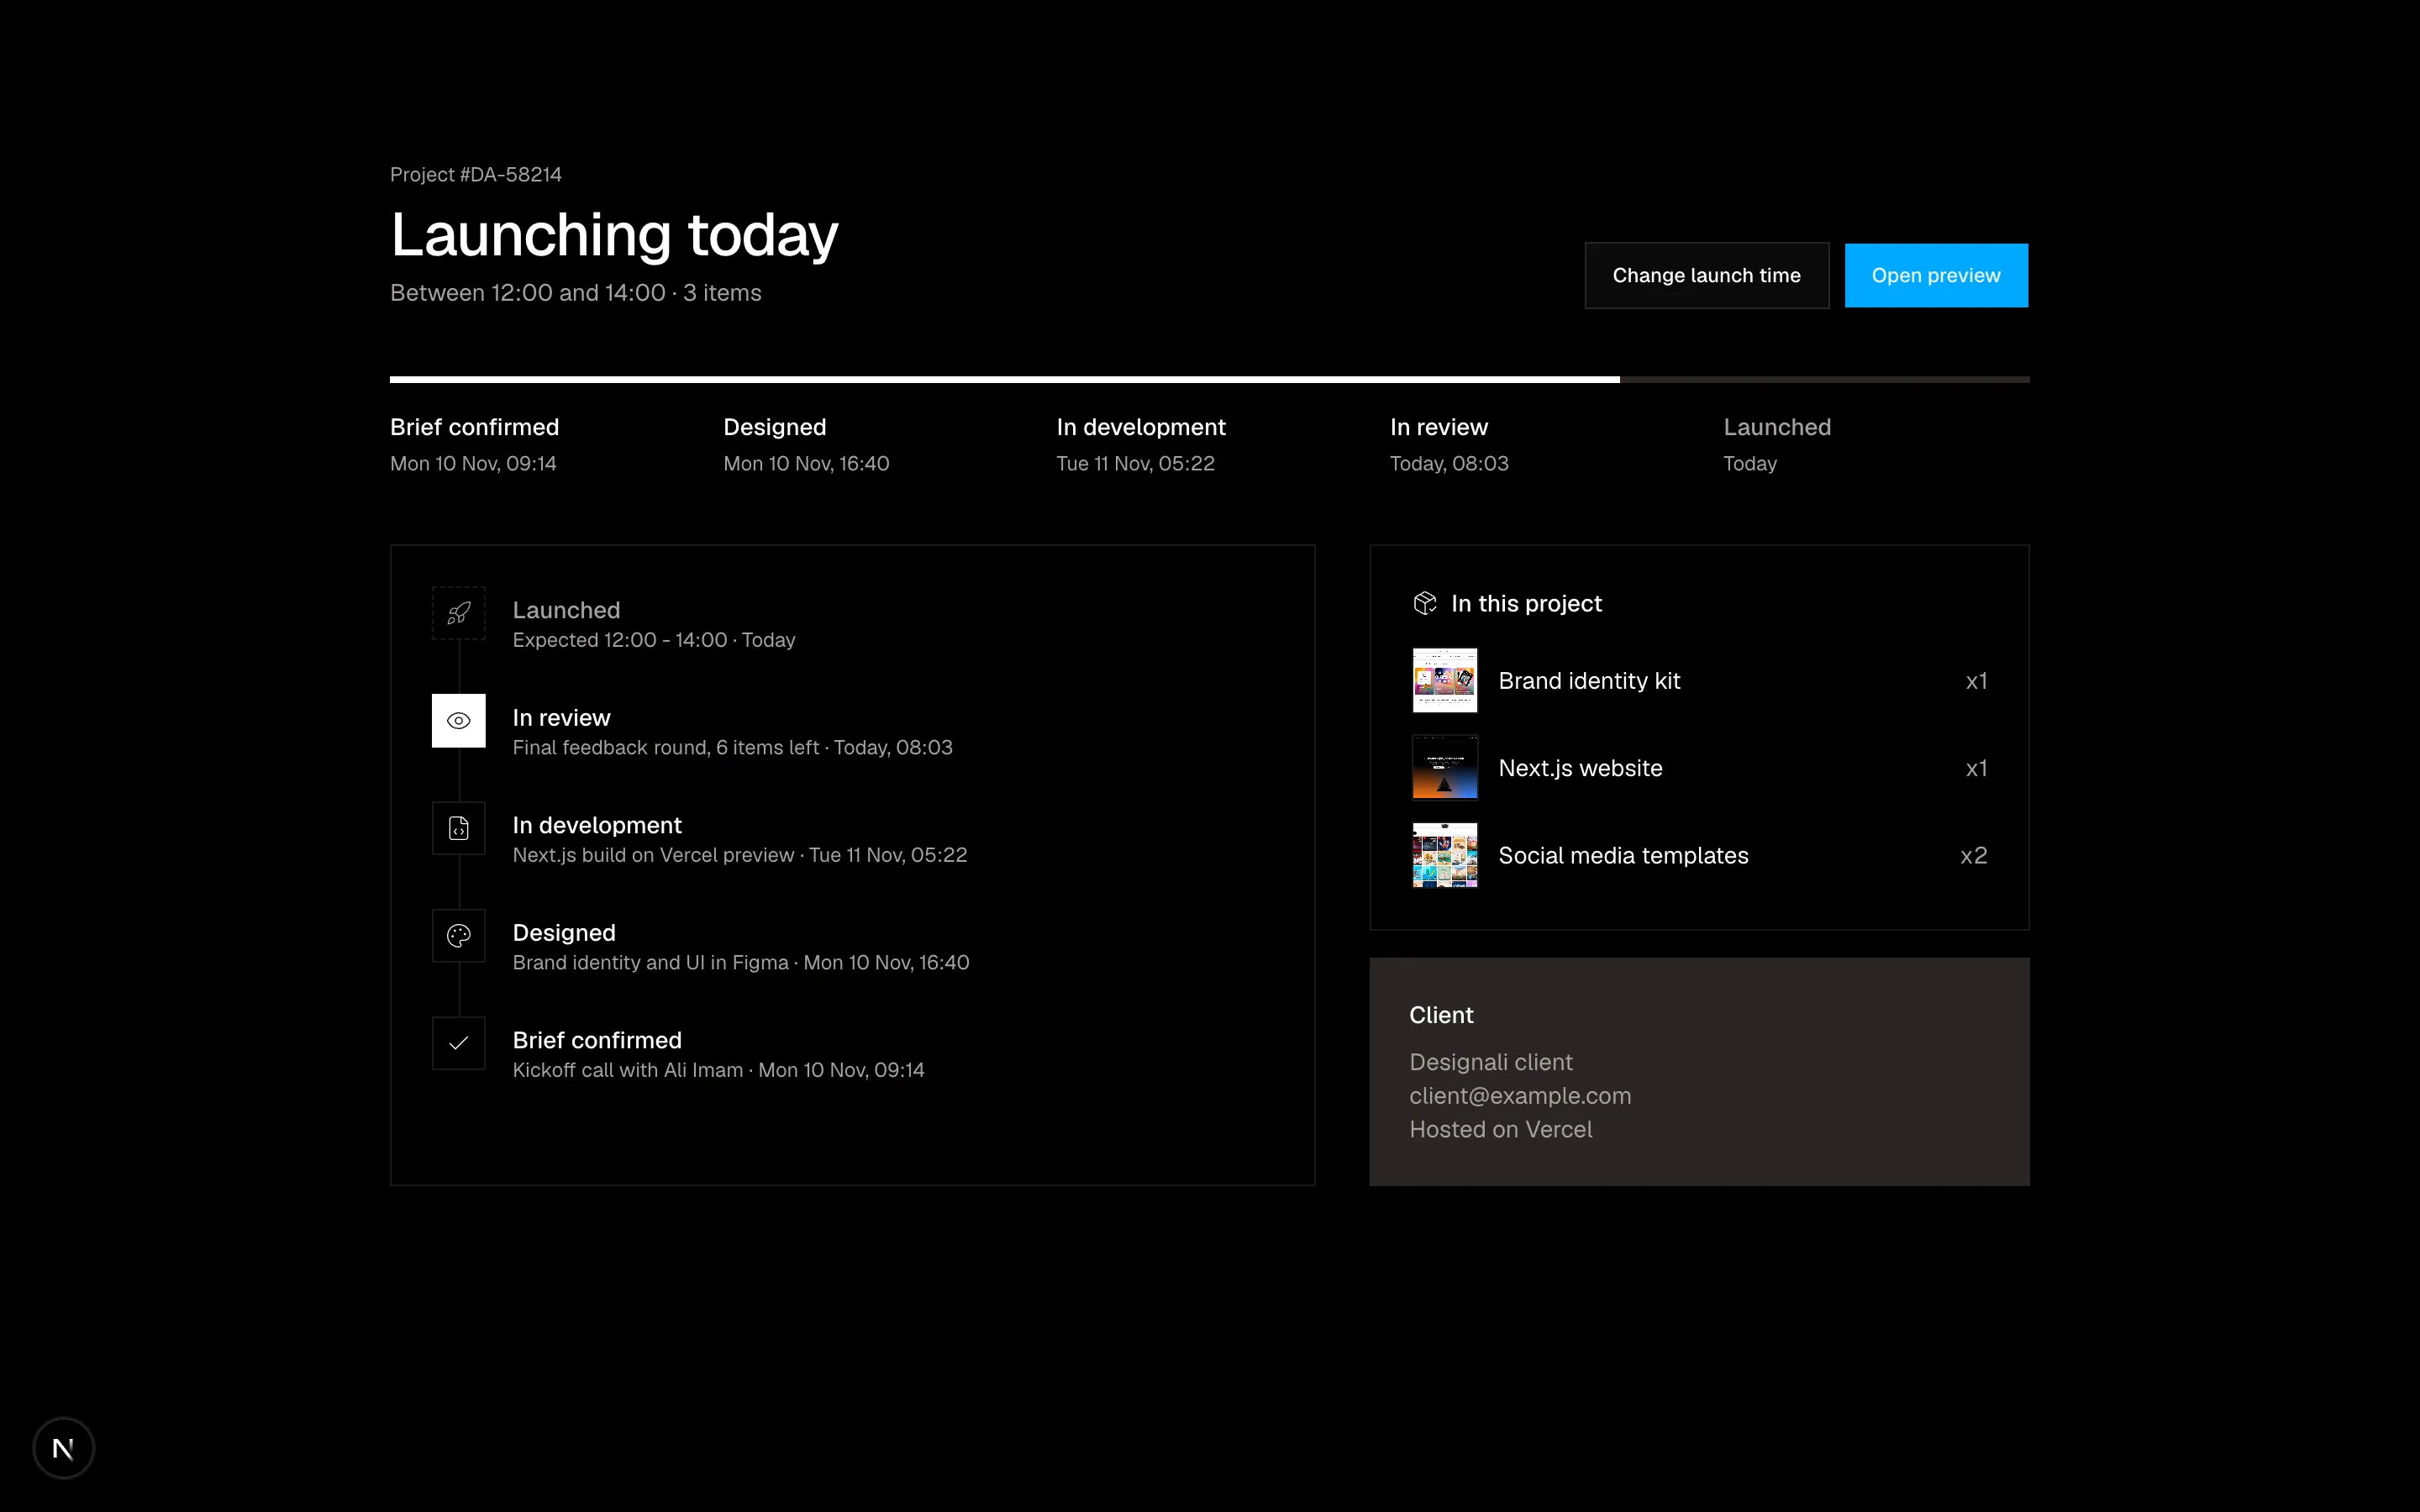 Project #DA-58214
Launching today
Between 12:00 and 14:00 · 3 items
Change launch time
Open preview
Brief confirmed
Mon 10 Nov, 09:14
Designed
Mon 10 Nov, 16:40
In development
Tue 11 Nov, 05:22
In review
Today, 08:03
Launched
Today
Launched
Expected 12:00 - 14:00 · Today
In review
Final feedback round, 6 items left · Today, 08:03
In development
Next.js build on Vercel preview · Tue 11 Nov, 05:22
Designed
Brand identity and UI in Figma · Mon 10 Nov, 16:40
Brief confirmed
Kickoff call with Ali Imam · Mon 10 Nov, 09:14
In this project
Brand identity kit x1
Next.js website x1
Social media templates x2
Client
Designali client
client@example.com
Hosted on Vercel
N